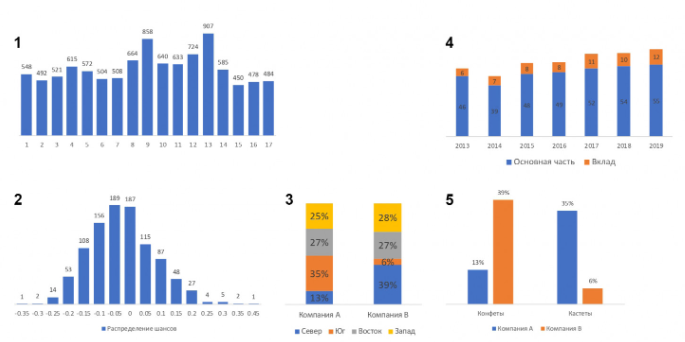 1
548 492 521 615 572 504 508 664 858 640 633 724 907 585 450 478 484
1 2 3 4 5 6 7 8 9 10 11 12 13 14 15 16 17
4
6 7 8 8 11 10 12
39 52 54
2013 2014 2015 2016 2017 2018 2019
Основная часть Вклад
2
1 2 14 53 108 156 189 187 115 87 48 27 4 5 2 1
-0.35 -0.3 -0.25 -0.2 -0.15 -0.1 -0.05 0 0.05 0.1 0.15 0.2 0.25 0.3 0.35 0.45
Распределение шансов
3
25% 28%
27% 27%
35% 6%
13% 39%
Компания A Компания B
Север Юг Восток Запад
5
39%
35%
13%
6%
Конфеты Кастеты
Компания A Компания B